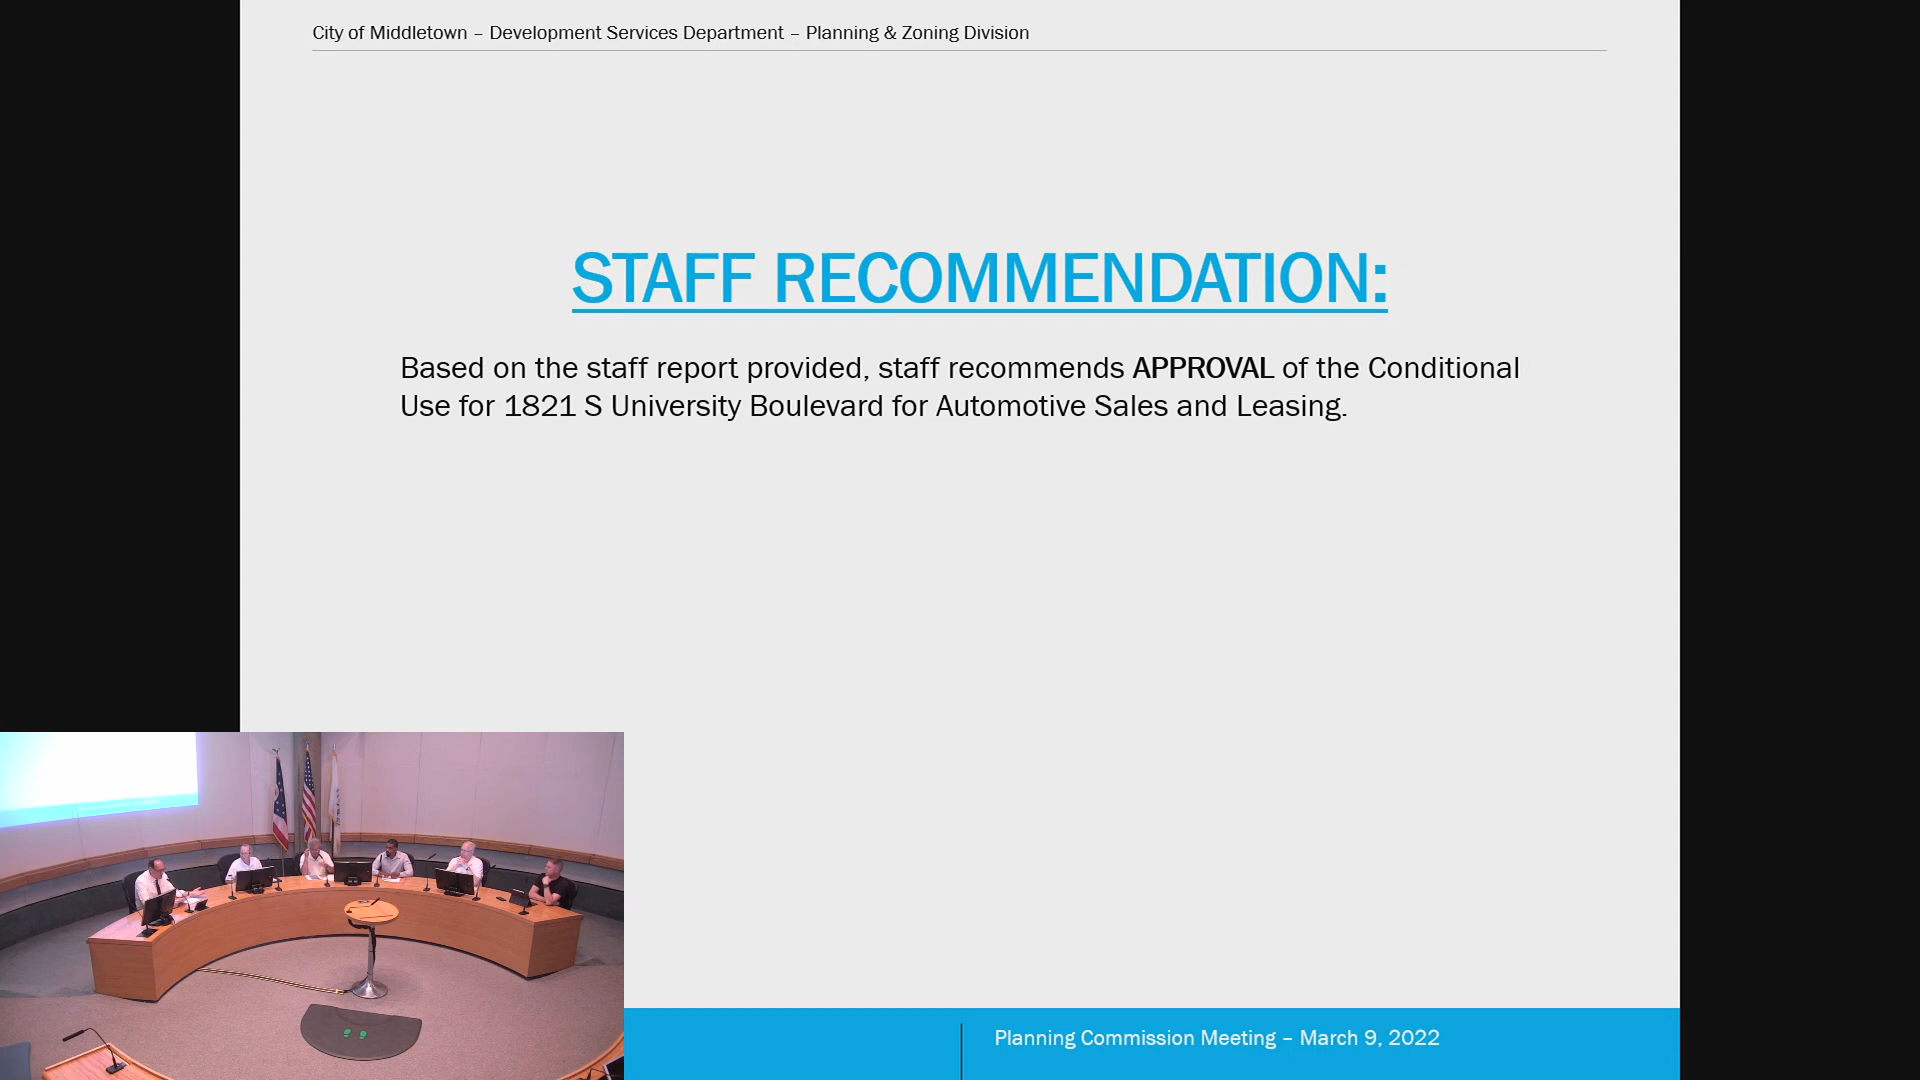 City of Middletown – Development Services Department – Planning & Zoning Division
STAFF RECOMMENDATION:
Based on the staff report provided, staff recommends APPROVAL of the Conditional
Use for 1821 S University Boulevard for Automotive Sales and Leasing.
Planning Commission Meeting – March 9, 2022